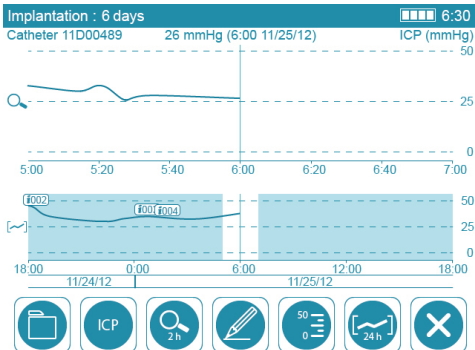 Implantation : 6 days 6:30
Catheter 11D00489 26 mmHg (6:00 11/25/12) ICP (mmHg)
50
25
0
5:00 5:20 5:40 6:00 6:20 6:40 7:00
i002 i003 i004
50
25
0
18:00 0:00 6:00 12:00 18:00
11/24/12 11/25/12
ICP 2 h 50 0 24 h